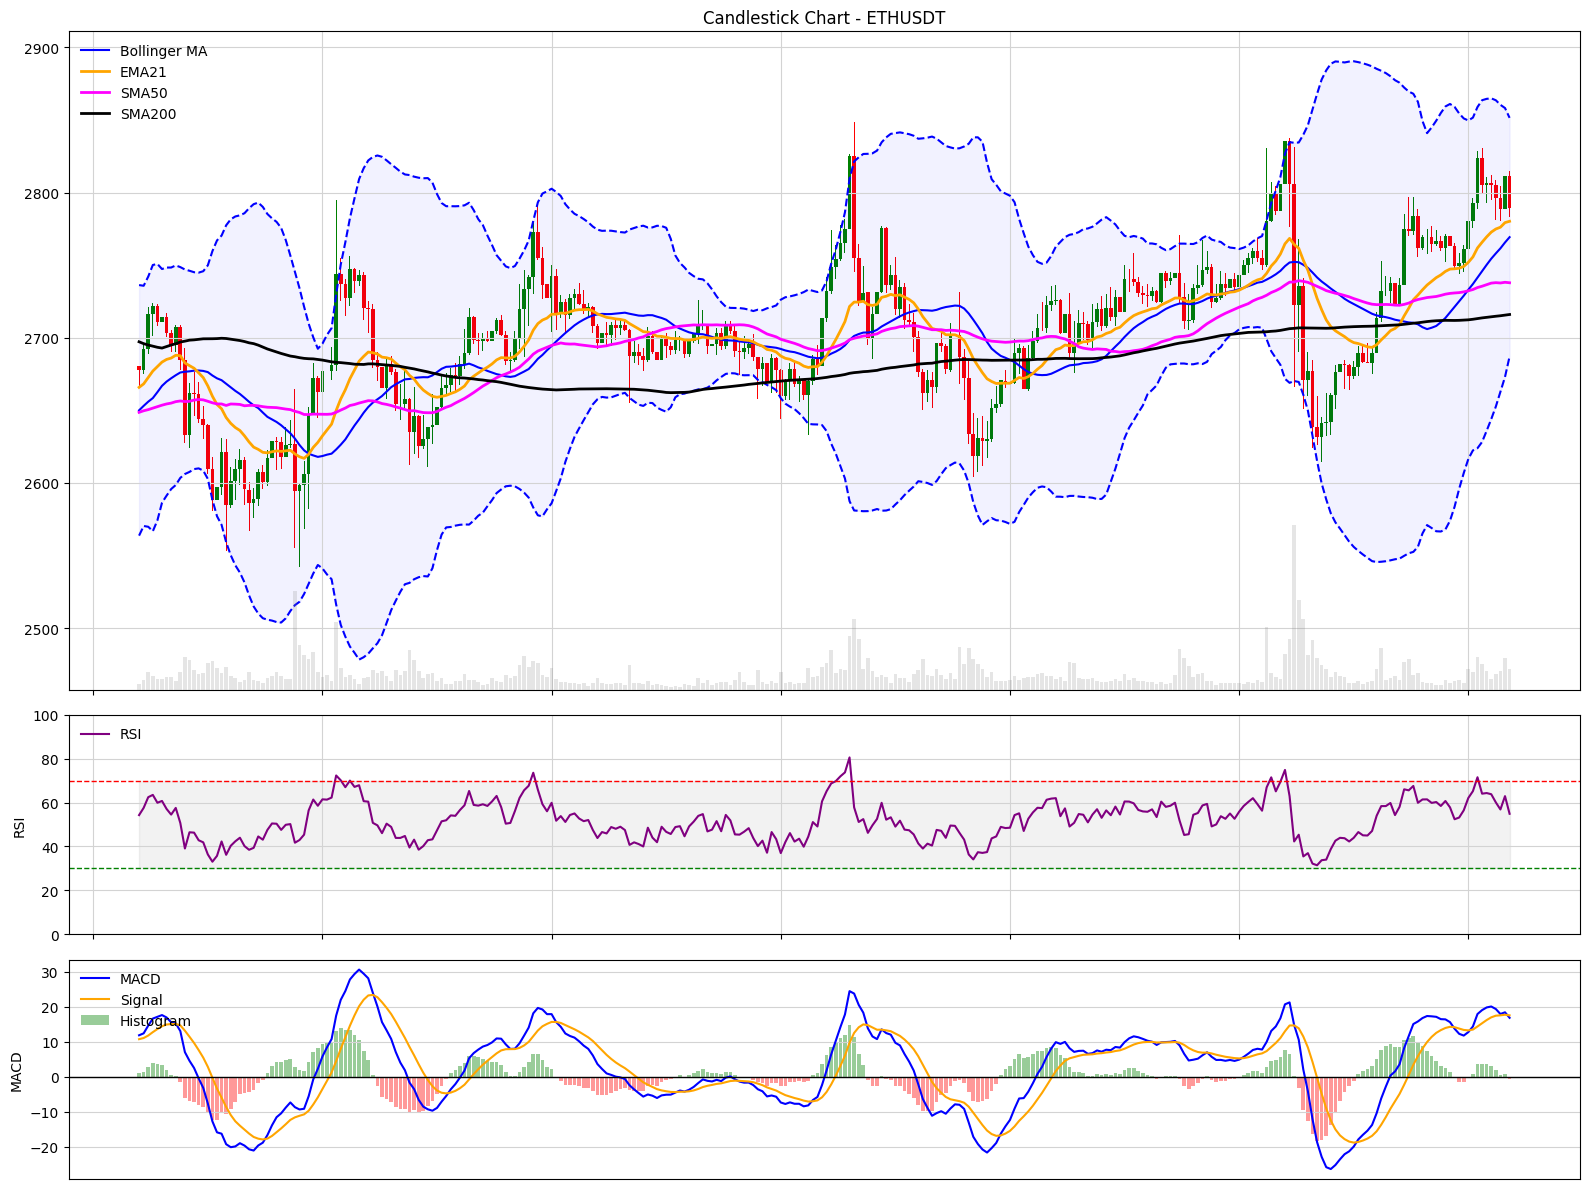 Candlestick Chart - ETHUSDT
2900
2800
2700
2600
2500
Bollinger MA
EMA21
SMA50
SMA200
100
80
60
40
20
0
RSI
RSI
30
20
10
0
−10
−20
MACD
MACD
Signal
Histogram